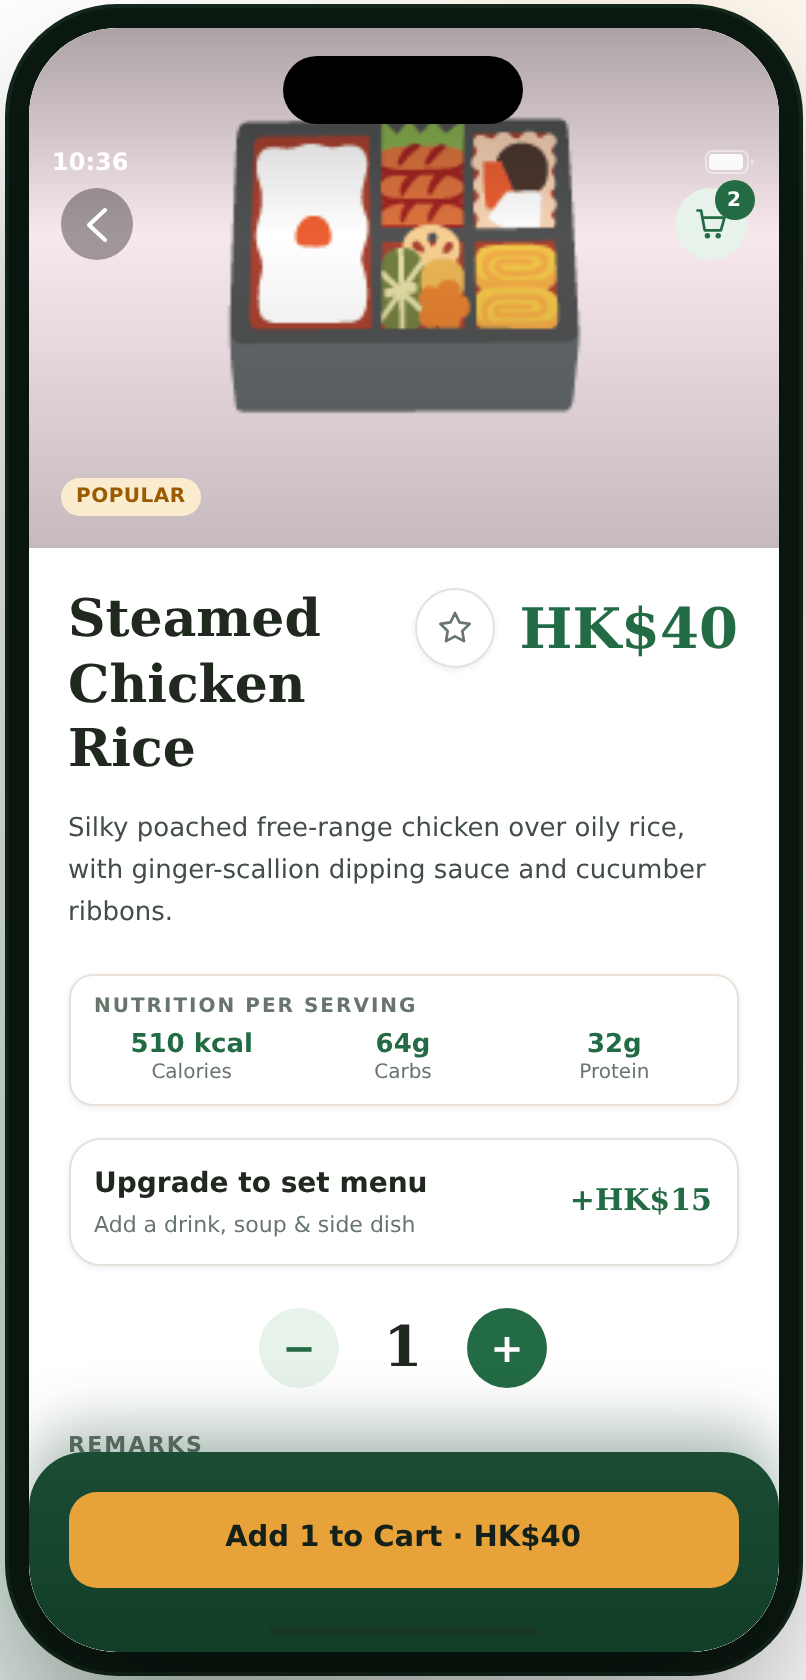 10:36
2
POPULAR
Steamed
Chicken
Rice
HK$40
Silky poached free-range chicken over oily rice,
with ginger-scallion dipping sauce and cucumber
ribbons.
NUTRITION PER SERVING
510 kcal
Calories
64g
Carbs
32g
Protein
Upgrade to set menu
Add a drink, soup & side dish
+HK$15
− 1 +
REMARKS
Add 1 to Cart · HK$40